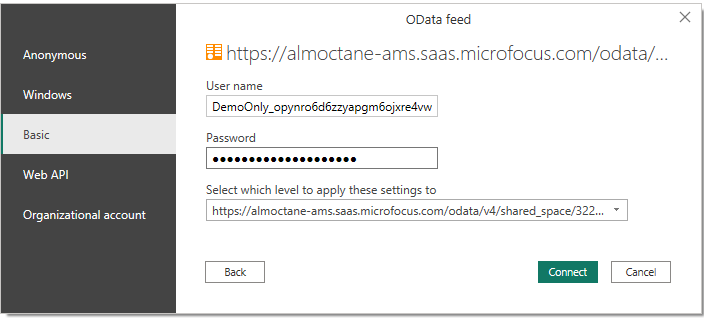 OData feed
Anonymous
Windows
Basic
Web API
Organizational account
https://almoctane-ams.saas.microfocus.com/odata/...
User name
DemoOnly_opynro6d6zzyapgm6ojxre4vw
Password
●●●●●●●●●●●●●●●●●●●●
Select which level to apply these settings to
https://almoctane-ams.saas.microfocus.com/odata/v4/shared_space/322...
Back
Connect
Cancel